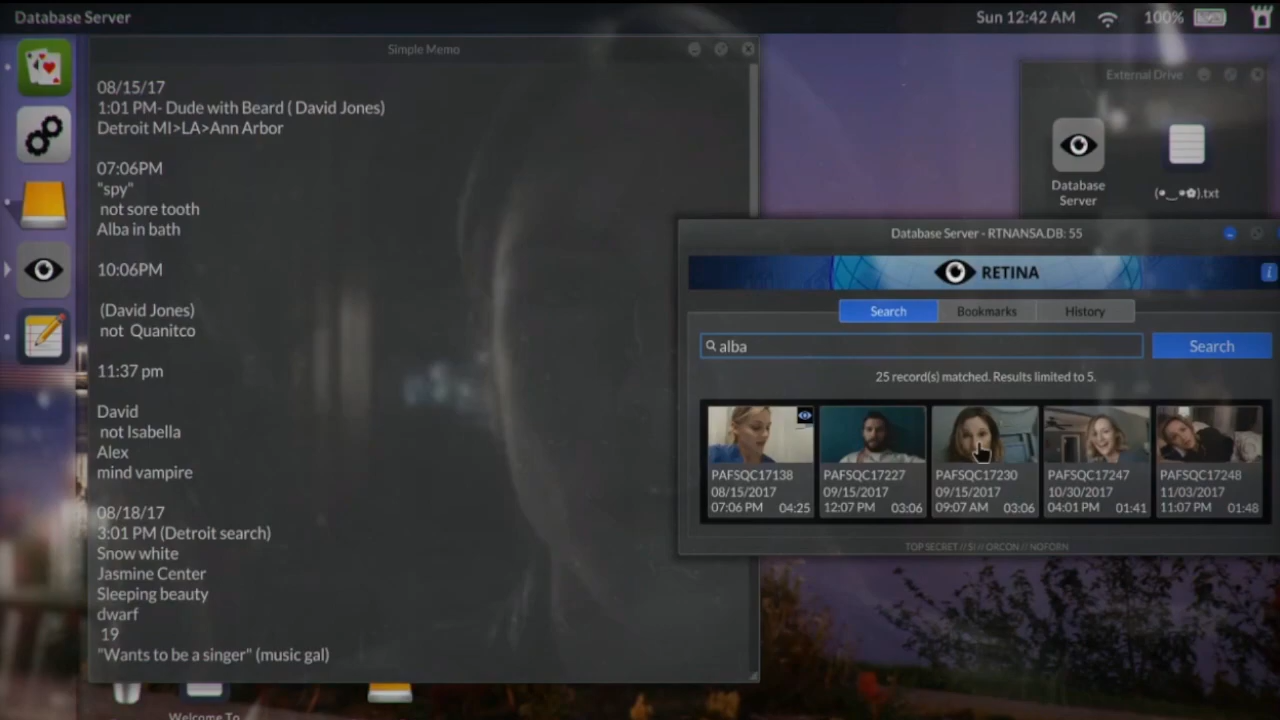 Database Server
Sun 12:42 AM
100%
Simple Memo
08/15/17
1:01 PM- Dude with Beard ( David Jones)
Detroit MI>LA>Ann Arbor
07:06PM
"spy"
not sore tooth
Alba in bath
10:06PM
(David Jones)
not Quanitco
11:37 pm
David
not Isabella
Alex
mind vampire
08/18/17
3:01 PM (Detroit search)
Snow white
Jasmine Center
Sleeping beauty
dwarf
19
"Wants to be a singer" (music gal)
External Drive
Database
Server
(•‿•✿).txt
Database Server - RTNANSA.DB: 55
RETINA
i
Search
Bookmarks
History
alba
Search
25 record(s) matched. Results limited to 5.
PAFSQC17138
08/15/2017
07:06 PM 04:25
PAFSQC17227
09/15/2017
12:07 PM 03:06
PAFSQC17230
09/15/2017
09:07 AM 03:06
PAFSQC17247
10/30/2017
04:01 PM 01:41
PAFSQC17248
11/03/2017
11:07 PM 01:48
TOP SECRET // SI // ORCON // NOFORN
Welcome To